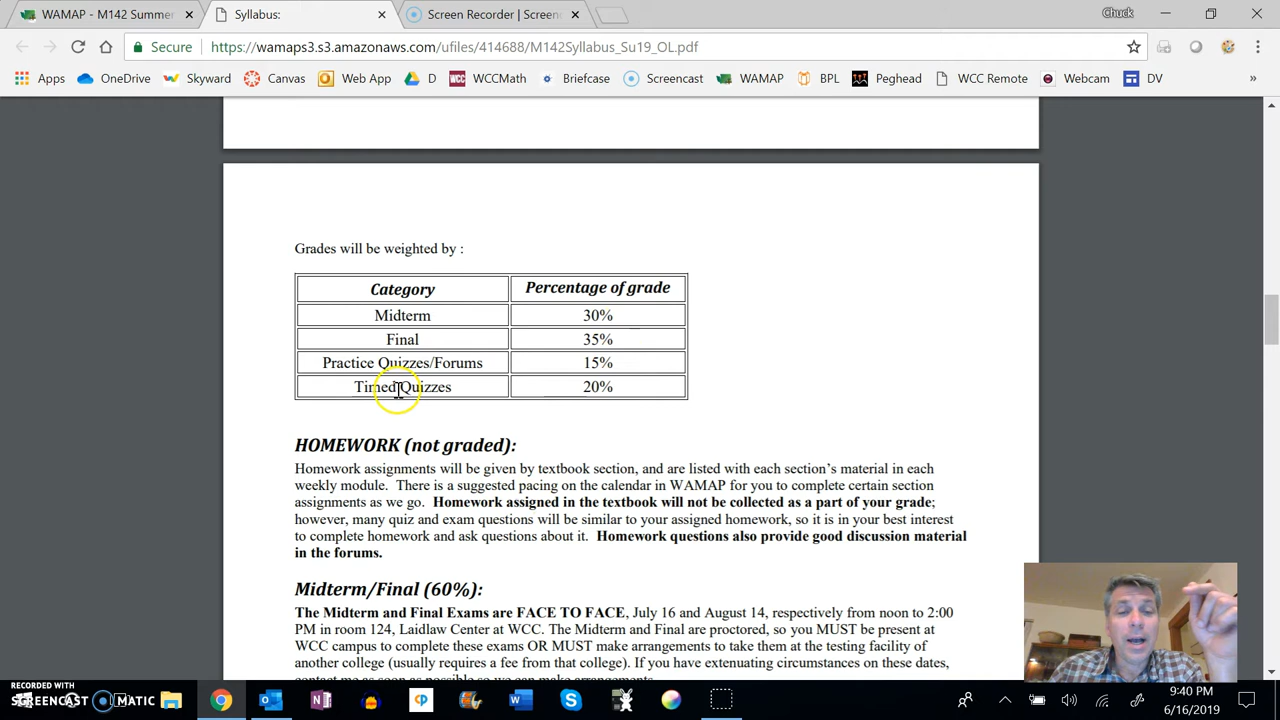 WAMAP - M142 Summer
Syllabus:
Screen Recorder | Screen
Chuck
Secure
https://wamaps3.s3.amazonaws.com/ufiles/414688/M142Syllabus_Su19_OL.pdf
Apps
OneDrive
Skyward
Canvas
Web App
D
WCCMath
Briefcase
Screencast
WAMAP
BPL
Peghead
WCC Remote
Webcam
DV
»
Grades will be weighted by :
Category Percentage of grade
Midterm 30%
Final 35%
Practice Quizzes/Forums 15%
Timed Quizzes 20%
HOMEWORK (not graded):
Homework assignments will be given by textbook section, and are listed with each section's material in each
weekly module. There is a suggested pacing on the calendar in WAMAP for you to complete certain section
assignments as we go. Homework assigned in the textbook will not be collected as a part of your grade;
however, many quiz and exam questions will be similar to your assigned homework, so it is in your best interest
to complete homework and ask questions about it. Homework questions also provide good discussion material
in the forums.
Midterm/Final (60%):
The Midterm and Final Exams are FACE TO FACE, July 16 and August 14, respectively from noon to 2:00
PM in room 124, Laidlaw Center at WCC. The Midterm and Final are proctored, so you MUST be present at
WCC campus to complete these exams OR MUST make arrangements to take them at the testing facility of
another college (usually requires a fee from that college). If you have extenuating circumstances on these dates,
contact me as soon as possible so we can make arrangements.
RECORDED WITH
SCREENCAST MATIC
9:40 PM
6/16/2019